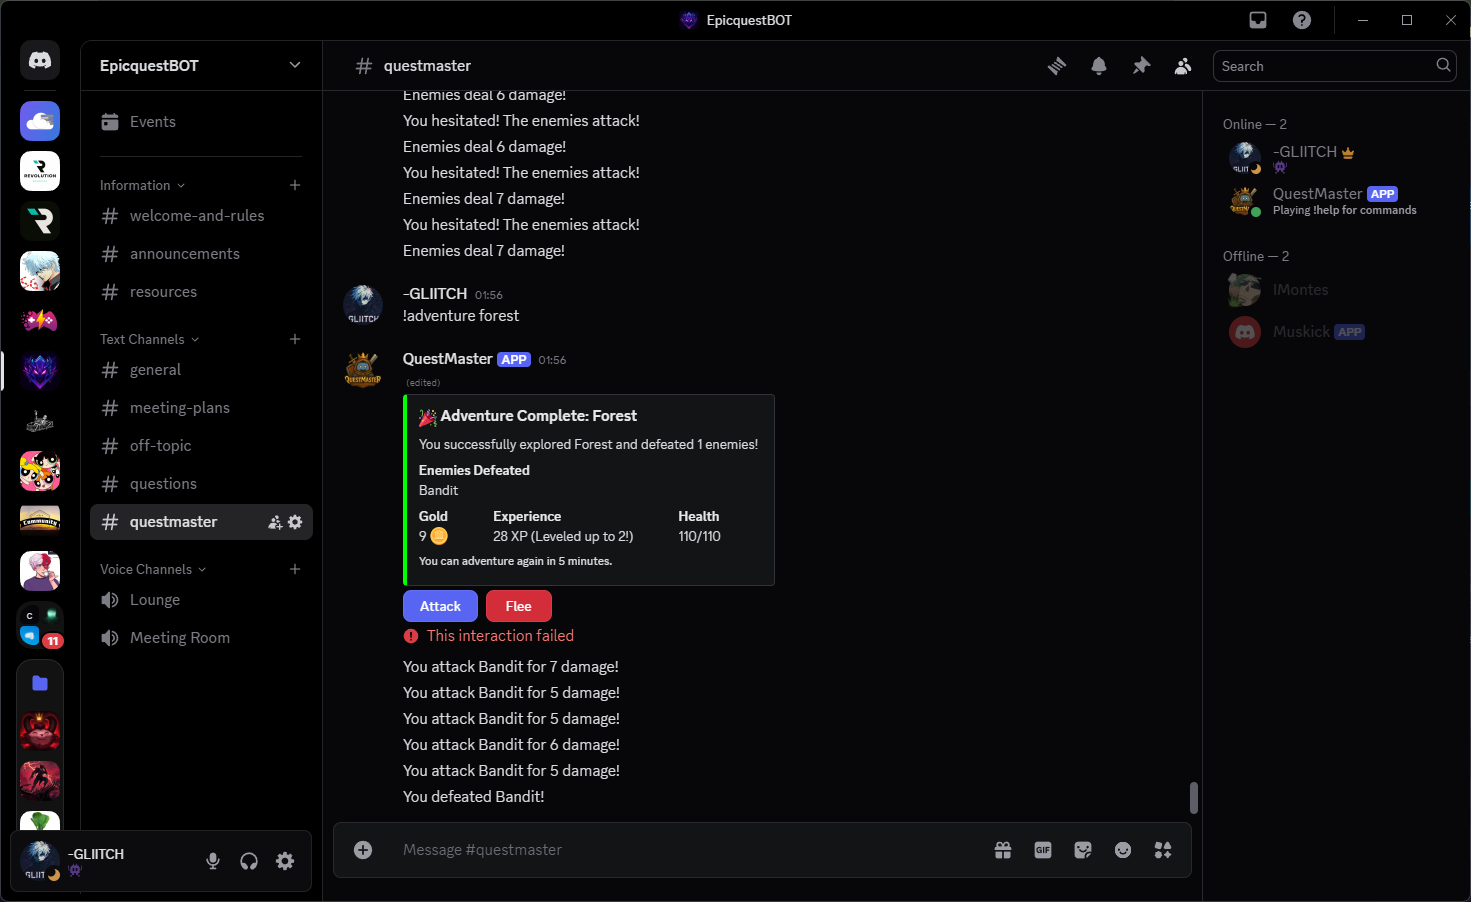 EpicquestBOT
EpicquestBOT
Events
Information
welcome-and-rules
announcements
resources
Text Channels
general
meeting-plans
off-topic
questions
questmaster
Voice Channels
Lounge
Meeting Room
REVOLUTION
Community
C
11
-GLIITCH
GLIIT
questmaster
Search
Enemies deal 6 damage!
You hesitated! The enemies attack!
Enemies deal 6 damage!
You hesitated! The enemies attack!
Enemies deal 7 damage!
You hesitated! The enemies attack!
Enemies deal 7 damage!
GLIITCH
-GLIITCH 01:56
!adventure forest
QUESTMASTER
QuestMaster APP 01:56
(edited)
Adventure Complete: Forest
You successfully explored Forest and defeated 1 enemies!
Enemies Defeated
Bandit
Gold Experience Health
9 28 XP (Leveled up to 2!) 110/110
You can adventure again in 5 minutes.
Attack Flee
This interaction failed
You attack Bandit for 7 damage!
You attack Bandit for 5 damage!
You attack Bandit for 5 damage!
You attack Bandit for 6 damage!
You attack Bandit for 5 damage!
You defeated Bandit!
Message #questmaster
GIF
Online — 2
-GLIITCH
GLIIT
QuestMaster APP
Playing !help for commands
Offline — 2
IMontes
Muskick APP